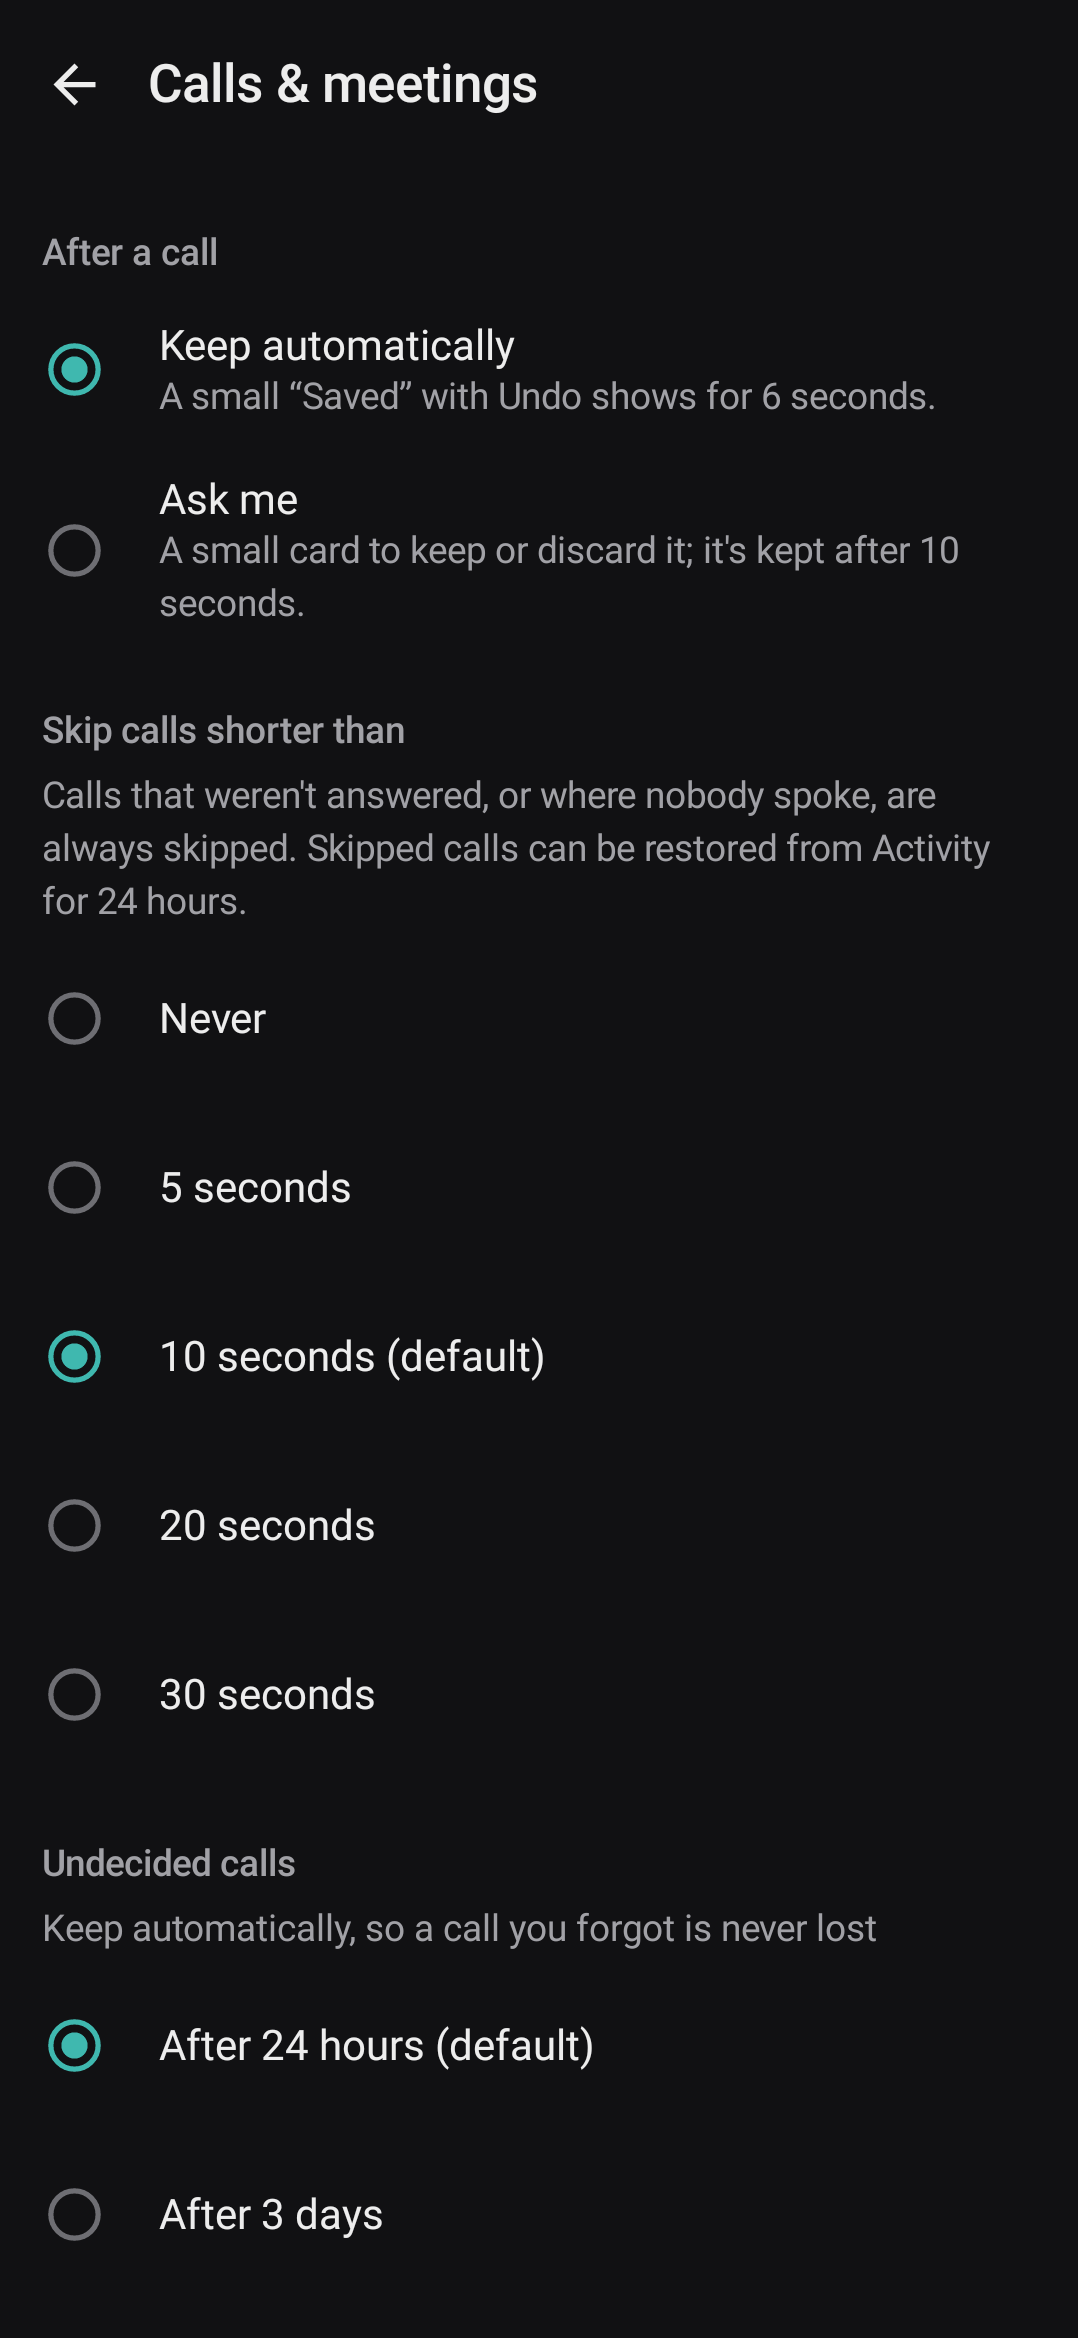 Calls & meetings
After a call
Keep automatically
A small “Saved” with Undo shows for 6 seconds.
Ask me
A small card to keep or discard it; it's kept after 10
seconds.
Skip calls shorter than
Calls that weren't answered, or where nobody spoke, are
always skipped. Skipped calls can be restored from Activity
for 24 hours.
Never
5 seconds
10 seconds (default)
20 seconds
30 seconds
Undecided calls
Keep automatically, so a call you forgot is never lost
After 24 hours (default)
After 3 days